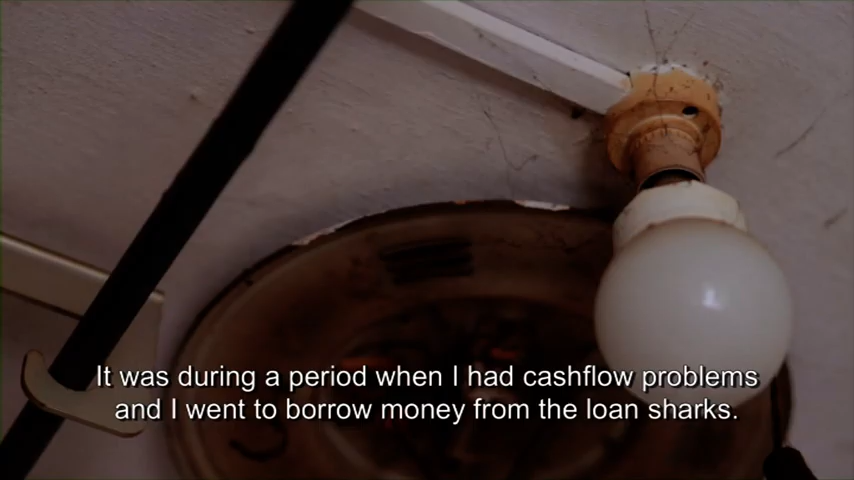 It was during a period when I had cashflow problems
and I went to borrow money from the loan sharks.